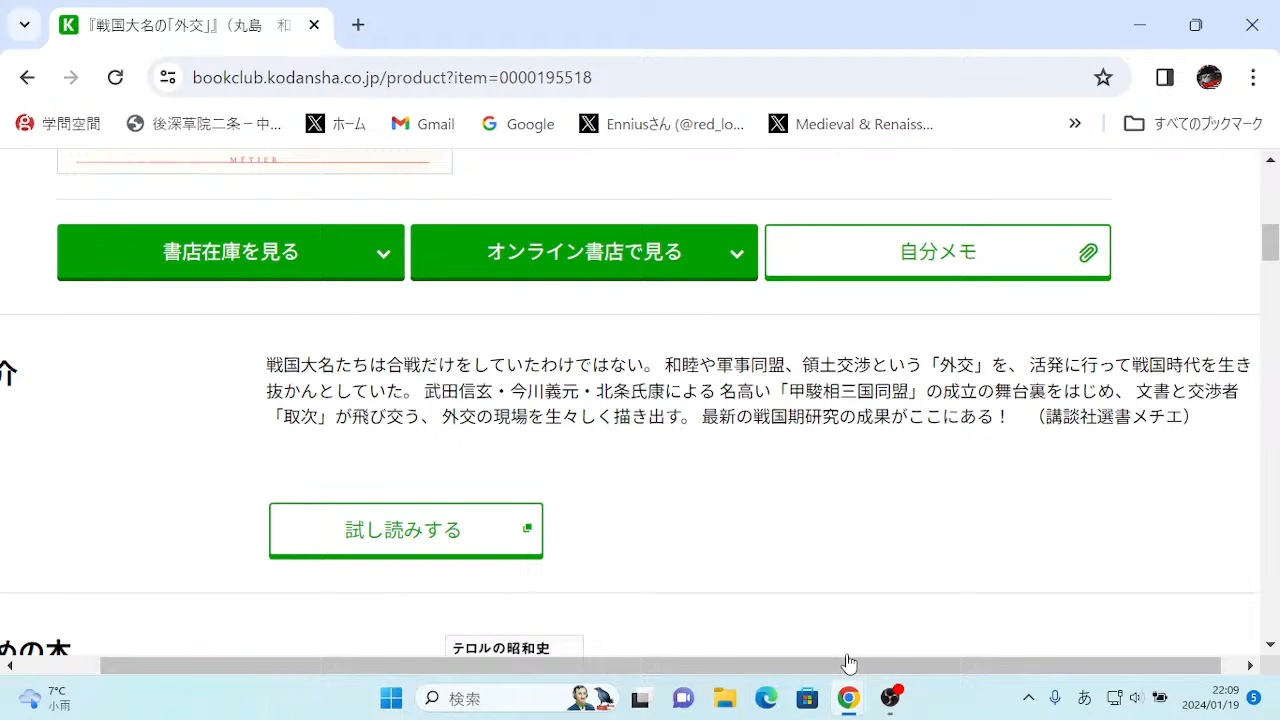 『戦国大名の「外交」』（丸島　和
bookclub.kodansha.co.jp/product?item=0000195518
学問空間
後深草院二条－中...
ホーム
Gmail
Google
Enniusさん (@red_lo...
Medieval & Renaiss...
すべてのブックマーク
MÉTIER
書店在庫を見る
オンライン書店で見る
自分メモ
介
戦国大名たちは合戦だけをしていたわけではない。 和睦や軍事同盟、領土交渉という「外交」を、 活発に行って戦国時代を生き
抜かんとしていた。 武田信玄・今川義元・北条氏康による 名高い「甲駿相三国同盟」の成立の舞台裏をはじめ、 文書と交渉者
「取次」が飛び交う、 外交の現場を生々しく描き出す。 最新の戦国期研究の成果がここにある！　（講談社選書メチエ）
試し読みする
めの本
テロルの昭和史
7°C
小雨
検索
あ
22:09
2024/01/19
5